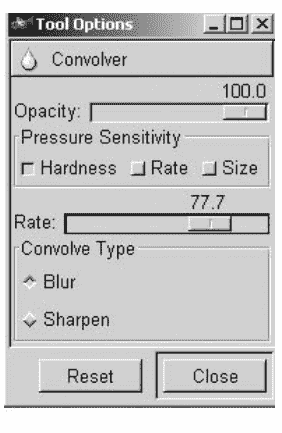 Tool Options
Convolver
100.0
Opacity:
Pressure Sensitivity
Hardness Rate Size
77.7
Rate:
Convolve Type
Blur
Sharpen
Reset Close